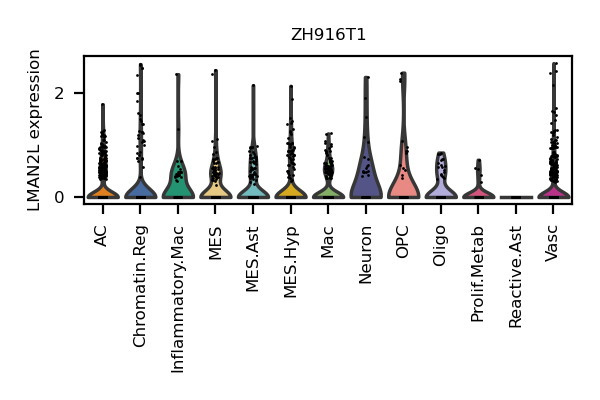 ZH916T1
LMAN2L expression
2
0
AC
Chromatin.Reg
Inflammatory.Mac
MES
MES.Ast
MES.Hyp
Mac
Neuron
OPC
Oligo
Prolif.Metab
Reactive.Ast
Vasc